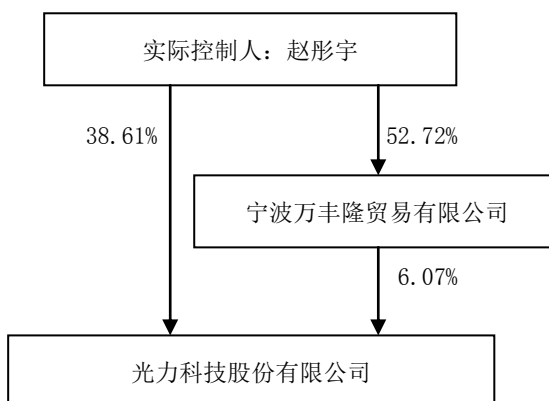 实际控制人：赵彤宇
38.61%
52.72%
宁波万丰隆贸易有限公司
6.07%
光力科技股份有限公司